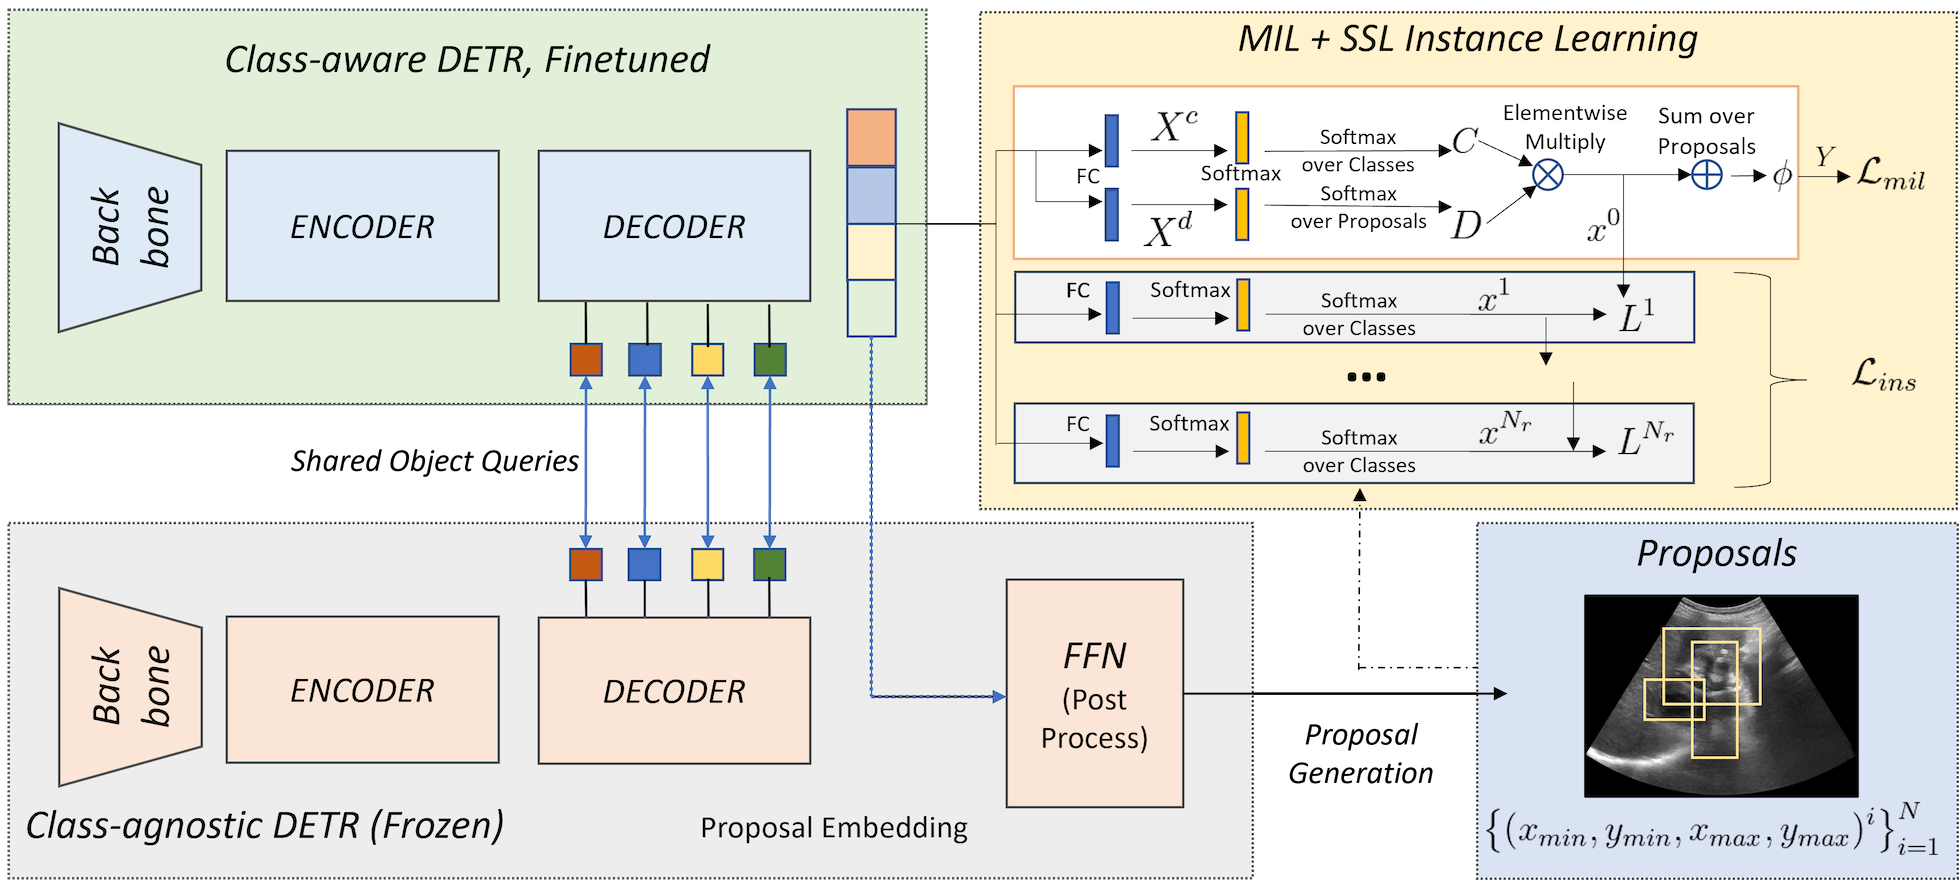 Class-aware DETR, Finetuned
Back
bone
ENCODER
DECODER
MIL + SSL Instance Learning
FC
X^c
X^d
Softmax
Softmax
over Classes
Softmax
over Proposals
C
D
Elementwise
Multiply
x^0
Sum over
Proposals
ϕ
Y
ℒ_{mil}
FC
Softmax
Softmax
over Classes
x^1
L^1
...
FC
Softmax
Softmax
over Classes
x^{N_r}
L^{N_r}
ℒ_{ins}
Shared Object Queries
Back
bone
ENCODER
DECODER
FFN
(Post
Process)
Class-agnostic DETR (Frozen)
Proposal Embedding
Proposal
Generation
Proposals
{(x_{min}, y_{min}, x_{max}, y_{max})^i}_{i=1}^N